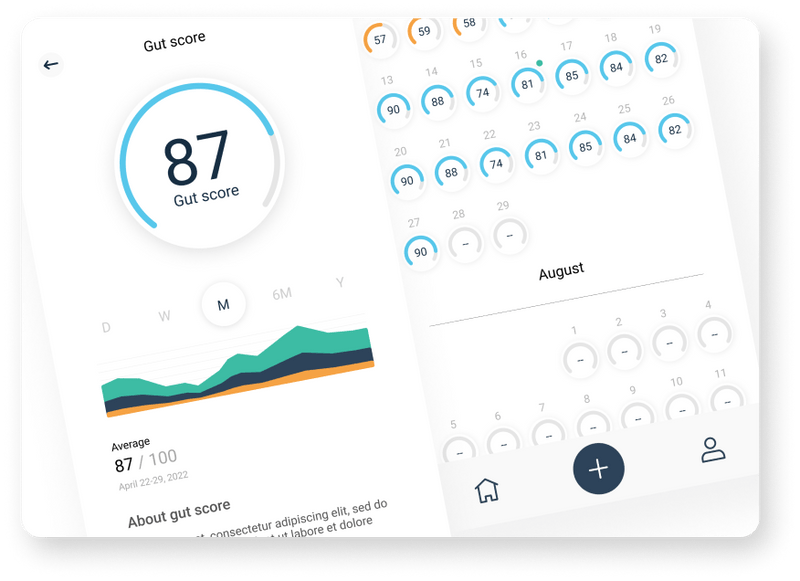 Gut score
87
Gut score
D W M 6M Y
Average
87 / 100
April 22-29, 2022
About gut score
consectetur adipiscing elit, sed do
ut labore et dolore
57 59 58
13 14 15 16 17 18 19
90 88 74 81 85 84 82
20 21 22 23 24 25 26
90 88 74 81 85 84 82
27 28 29
90 -- --
August
1 2 3 4
-- -- -- --
5 6 7 8 9 10 11
-- -- -- -- -- -- --